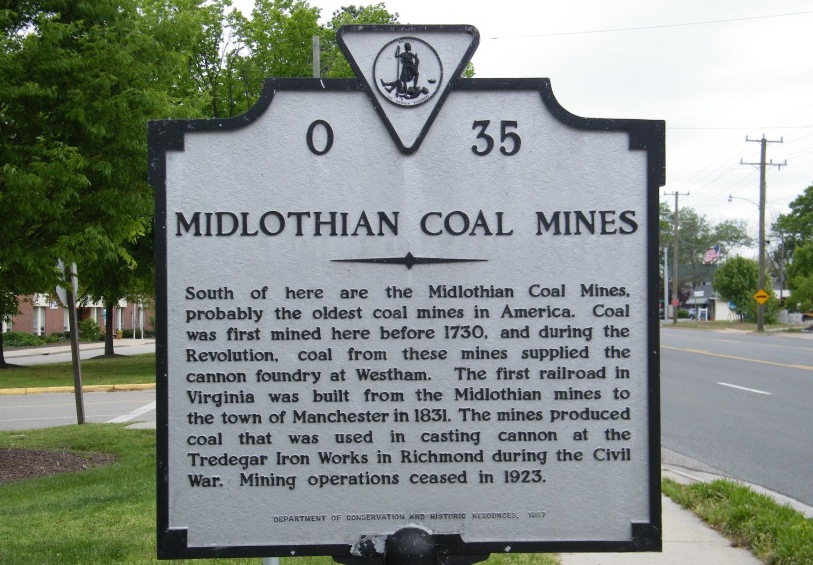 O 35
MIDLOTHIAN COAL MINES
South of here are the Midlothian Coal Mines,
probably the oldest coal mines in America. Coal
was first mined here before 1730, and during the
Revolution, coal from these mines supplied the
cannon foundry at Westham. The first railroad in
Virginia was built from the Midlothian mines to
the town of Manchester in 1831. The mines produced
coal that was used in casting cannon at the
Tredegar Iron Works in Richmond during the Civil
War. Mining operations ceased in 1923.
DEPARTMENT OF CONSERVATION AND HISTORIC RESOURCES,